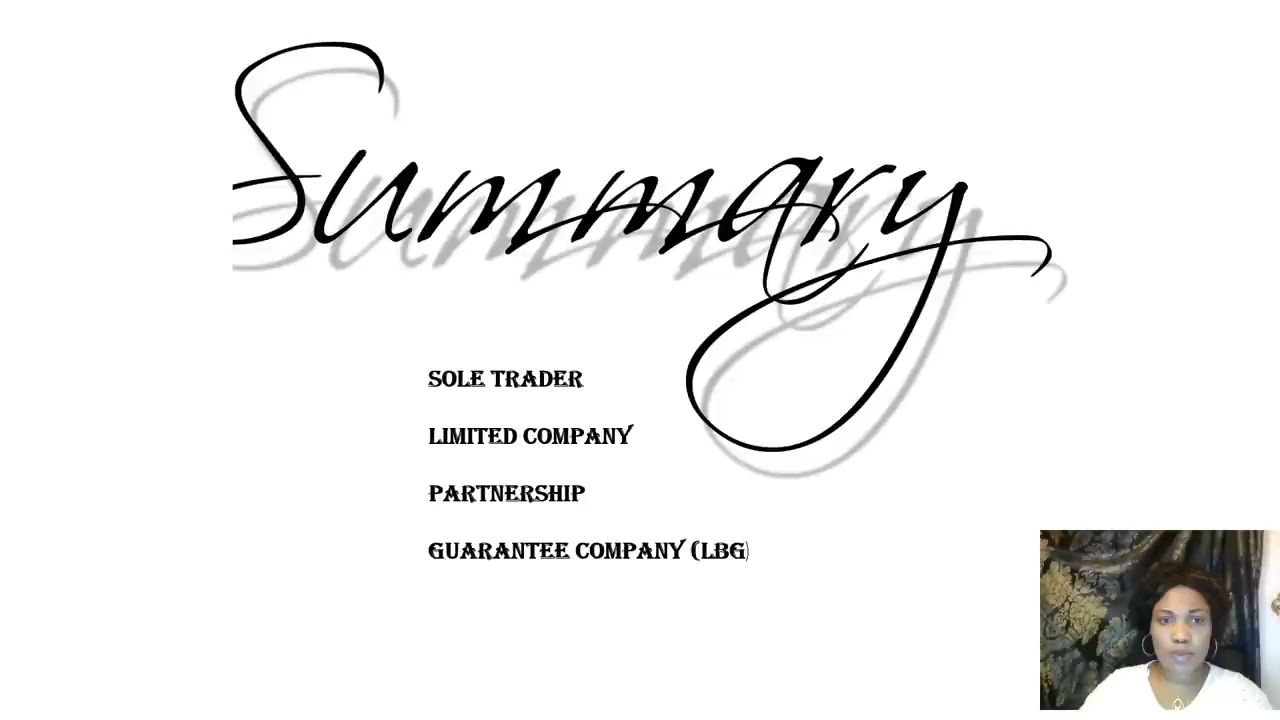 Summary
SOLE TRADER
LIMITED COMPANY
PARTNERSHIP
GUARANTEE COMPANY (LBG)